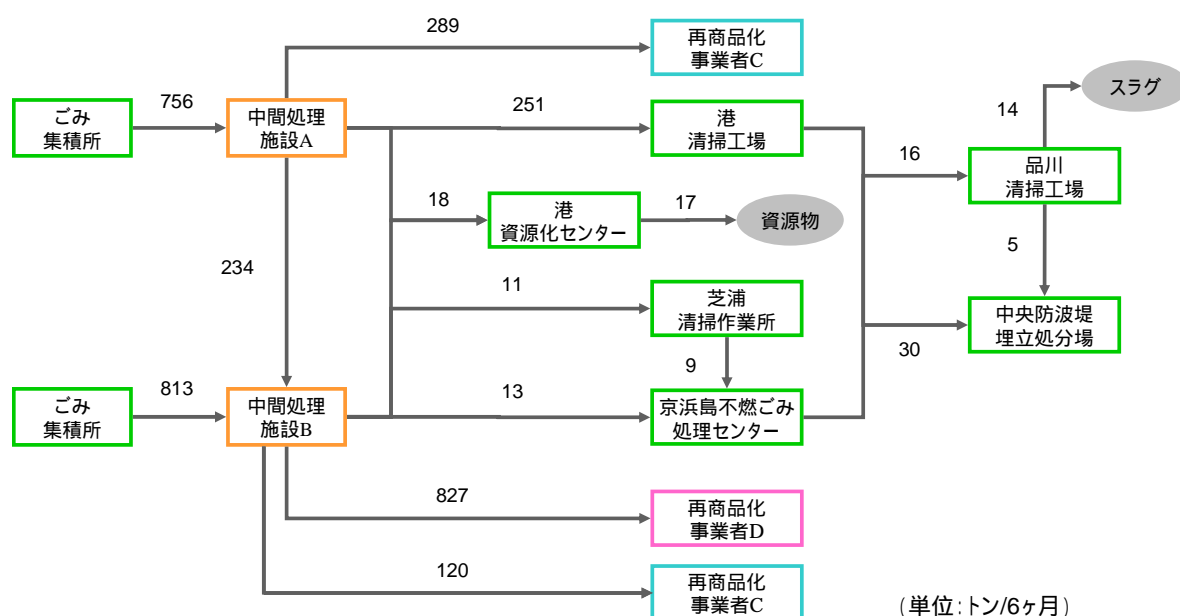 289
再商品化
事業者C
スラグ
756
251
14
ごみ
集積所
中間処理
施設A
港
清掃工場
16
品川
清掃工場
18
港
資源化センター
17
資源物
5
234
11
芝浦
清掃作業所
中央防波堤
埋立処分場
30
9
813
13
ごみ
集積所
中間処理
施設B
京浜島不燃ごみ
処理センター
827
再商品化
事業者D
120
再商品化
事業者C
（単位：トン/6ヶ月）